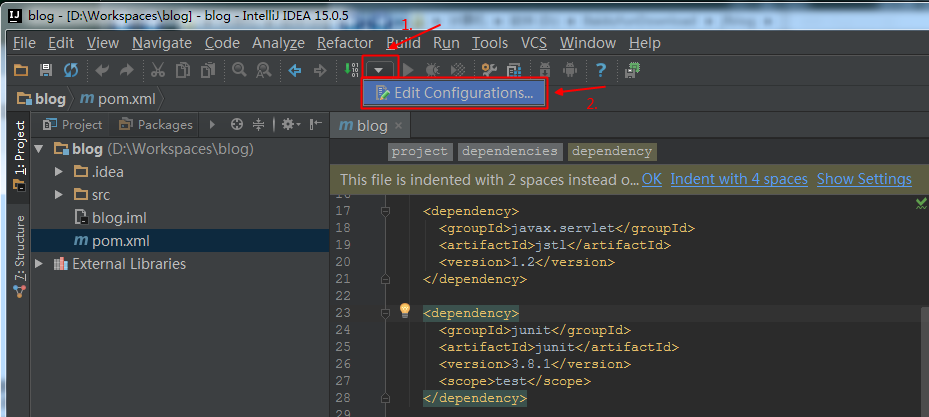 blog - [D:\Workspaces\blog] - blog - IntelliJ IDEA 15.0.5
1.
File Edit View Navigate Code Analyze Refactor Build Run Tools VCS Window Help
blog pom.xml
Edit Configurations...
2.
Project Packages
blog
1: Project
7: Structure
blog (D:\Workspaces\blog)
.idea
src
blog.iml
pom.xml
External Libraries
project dependencies dependency
This file is indented with 2 spaces instead o... OK Indent with 4 spaces Show Settings
17 <dependency>
18 <groupId>javax.servlet</groupId>
19 <artifactId>jstl</artifactId>
20 <version>1.2</version>
21 </dependency>
22
23 <dependency>
24 <groupId>junit</groupId>
25 <artifactId>junit</artifactId>
26 <version>3.8.1</version>
27 <scope>test</scope>
28 </dependency>
29